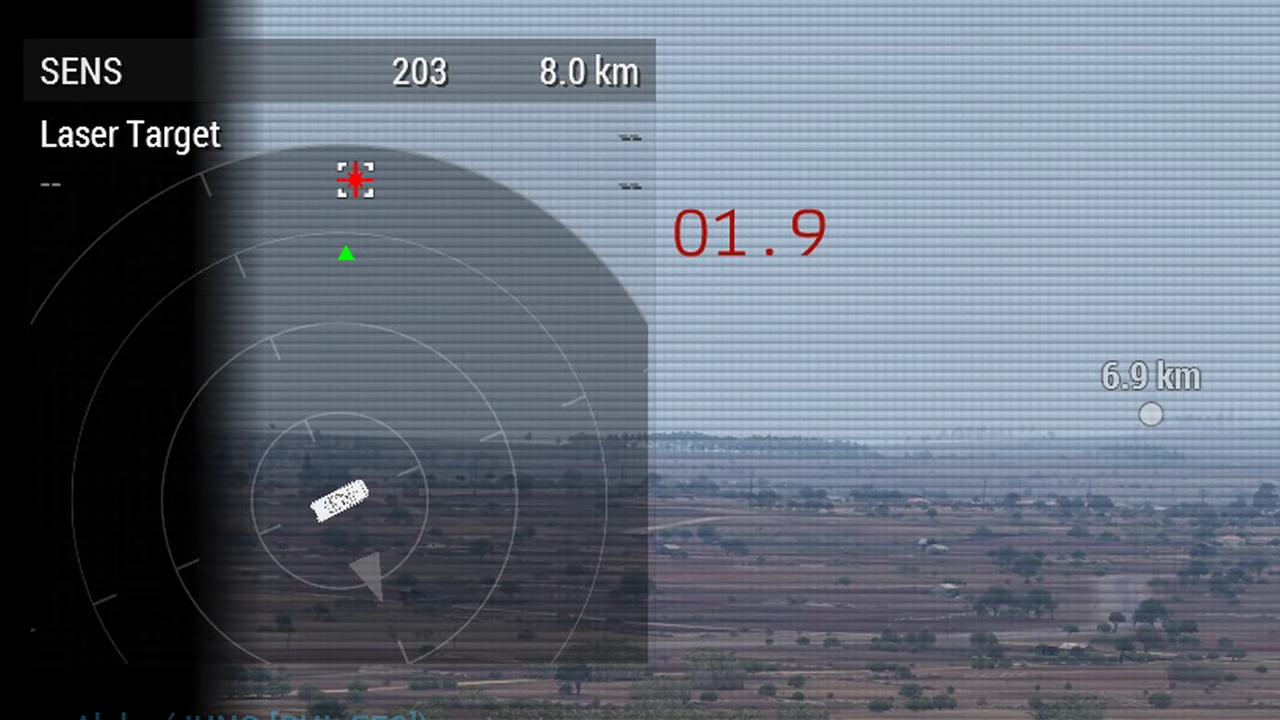 SENS 203 8.0 km
Laser Target --
-- --
01.9
6.9 km